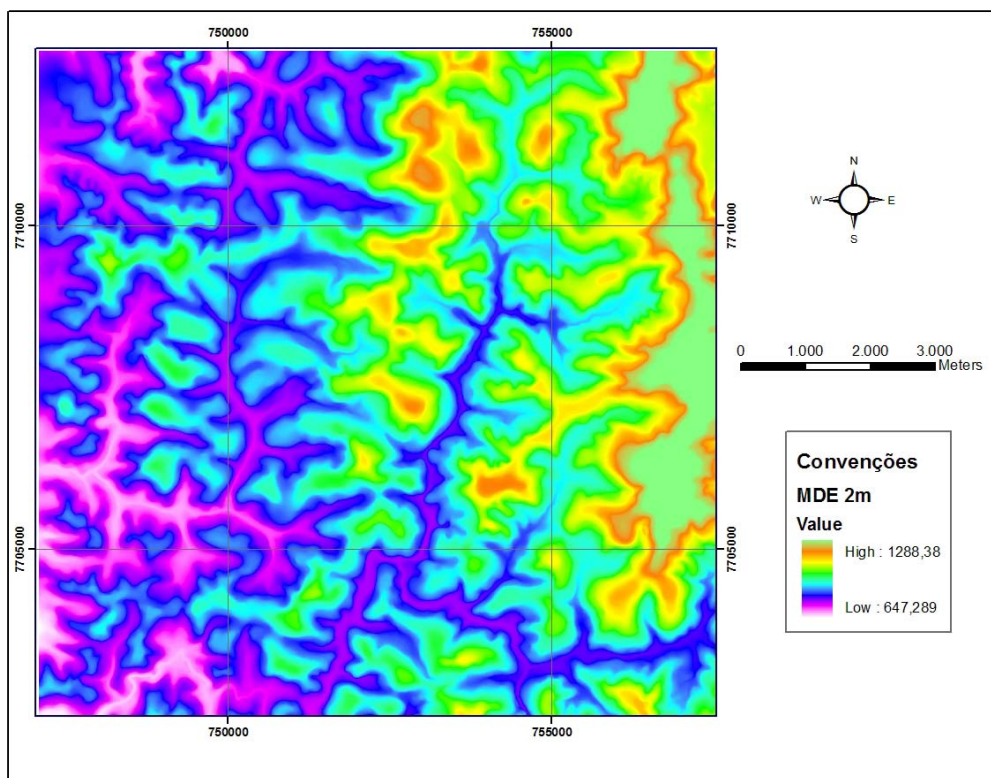 750000 755000
7710000 7710000
7705000 7705000
750000 755000
N
W E
S
0 1.000 2.000 3.000
Meters
Convenções
MDE 2m
Value
High : 1288,38
Low : 647,289